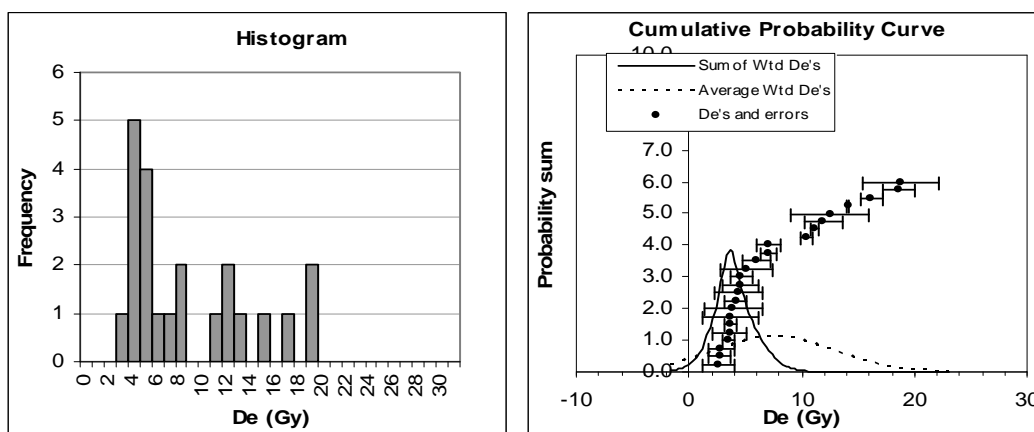 Histogram
6
5
4
3
2
1
0
Frequency
0 2 4 6 8 10 12 14 16 18 20 22 24 26 28 30
De (Gy)
Cumulative Probability Curve
10.0
Sum of Wtd De's
Average Wtd De's
De's and errors
7.0
6.0
5.0
4.0
3.0
2.0
1.0
0.0
Probability sum
-10 0 10 20 30
De (Gy)